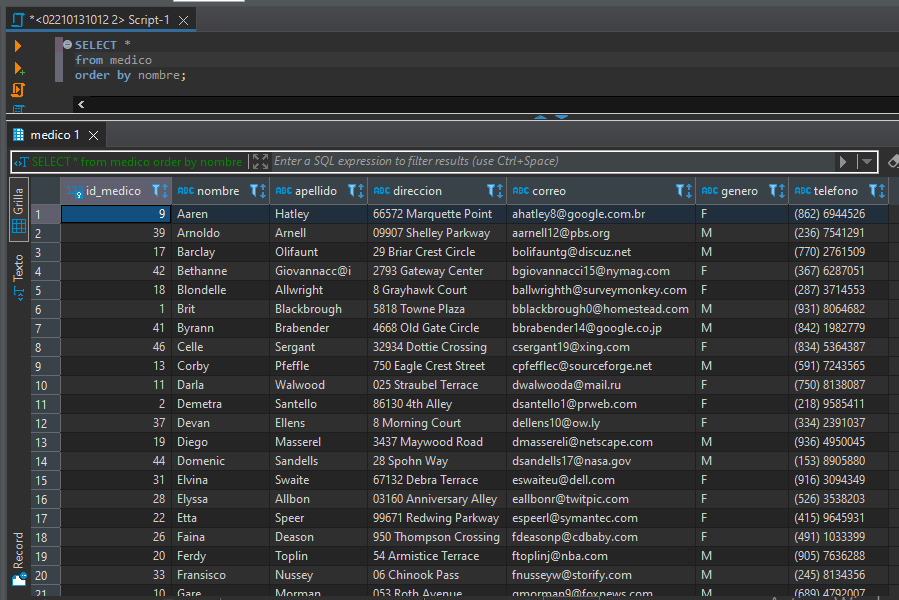 *<02210131012 2> Script-1
SELECT *
from medico
order by nombre;
medico 1
SELECT * from medico order by nombre Enter a SQL expression to filter results (use Ctrl+Space)
Grilla
Texto
Record
id_medico ABC nombre ABC apellido ABC direccion ABC correo ABC genero ABC telefono
1 9 Aaren Hatley 66572 Marquette Point ahatley8@google.com.br F (862) 6944526
2 39 Arnoldo Arnell 09907 Shelley Parkway aarnell12@pbs.org M (236) 7541291
3 17 Barclay Olifaunt 29 Briar Crest Circle bolifauntg@discuz.net M (770) 2761509
4 42 Bethanne Giovannacc@i 2793 Gateway Center bgiovannacci15@nymag.com F (367) 6287051
5 18 Blondelle Allwright 8 Grayhawk Court ballwrighth@surveymonkey.com F (287) 3714553
6 1 Brit Blackbrough 5818 Towne Plaza bblackbrough0@homestead.com M (931) 8064682
7 41 Byrann Brabender 4668 Old Gate Circle bbrabender14@google.co.jp M (842) 1982779
8 46 Celle Sergant 32934 Dottie Crossing csergant19@xing.com F (834) 5364387
9 13 Corby Pfeffle 750 Eagle Crest Street cpfefflec@sourceforge.net M (591) 7243565
10 11 Darla Walwood 025 Straubel Terrace dwalwooda@mail.ru F (750) 8138087
11 2 Demetra Santello 86130 4th Alley dsantello1@prweb.com F (218) 9585411
12 37 Devan Ellens 8 Morning Court dellens10@ow.ly F (334) 2391037
13 19 Diego Masserel 3437 Maywood Road dmassereli@netscape.com M (936) 4950045
14 44 Domenic Sandells 28 Spohn Way dsandells17@nasa.gov M (153) 8905880
15 31 Elvina Swaite 67132 Debra Terrace eswaiteu@dell.com F (916) 3094349
16 28 Elyssa Allbon 03160 Anniversary Alley eallbonr@twitpic.com F (526) 3538203
17 22 Etta Speer 99671 Redwing Parkway espeerl@symantec.com F (415) 9645931
18 26 Faina Deason 950 Thompson Crossing fdeasonp@cdbaby.com F (491) 1033399
19 20 Ferdy Toplin 54 Armistice Terrace ftoplinj@nba.com M (905) 7636288
20 33 Fransisco Nussey 06 Chinook Pass fnusseyw@storify.com M (245) 8134356
21 10 Gare Morman 053 Roth Avenue gmorman9@foxnews.com M (689) 4792007